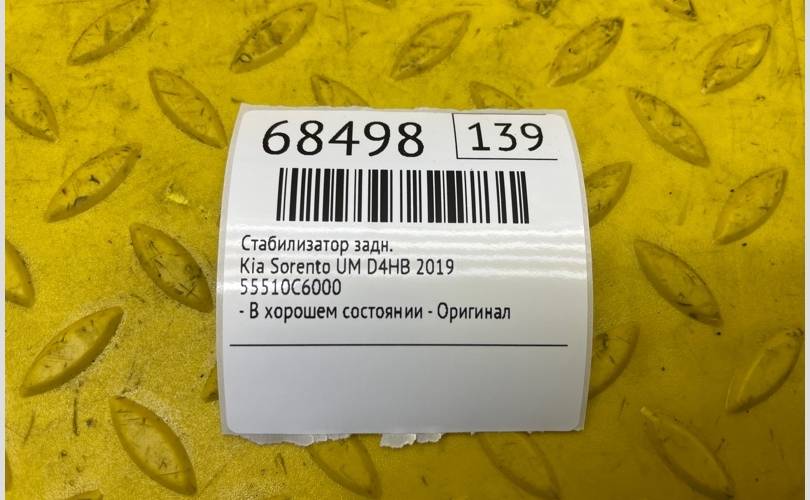 68498 139
Стабилизатор задн.
Kia Sorento UM D4HB 2019
55510C6000
- В хорошем состоянии - Оригинал